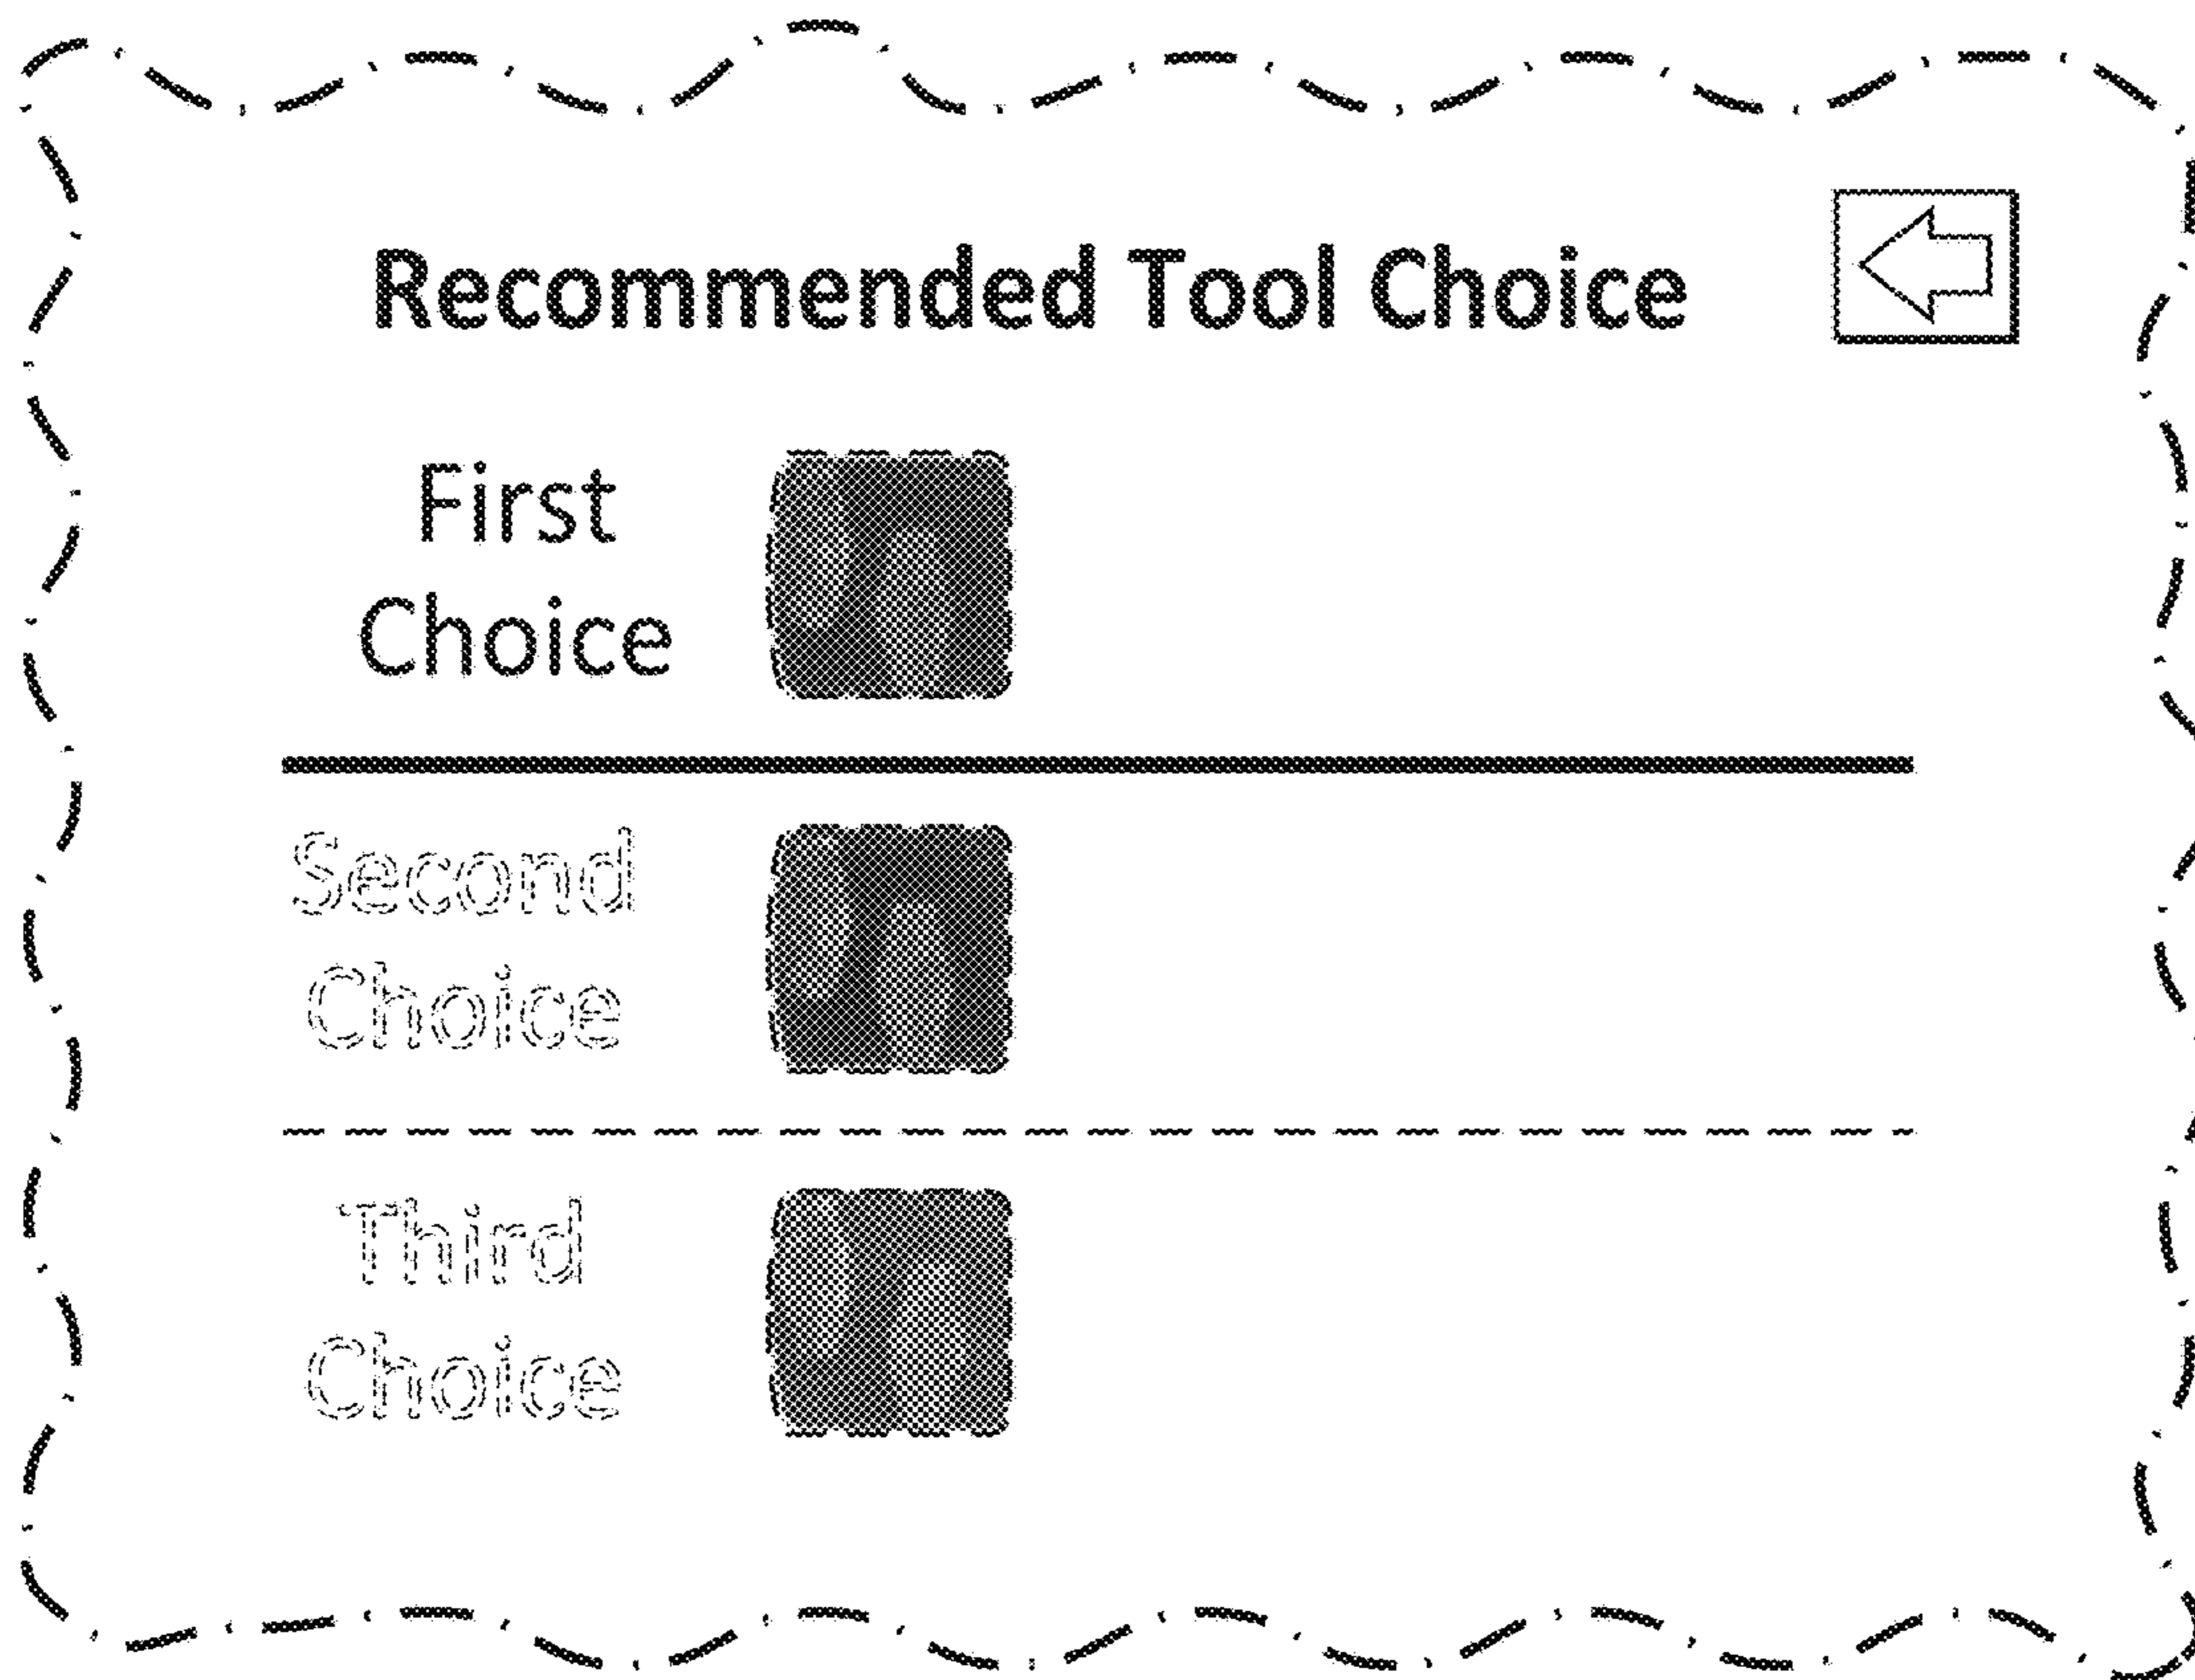 Recommended Tool Choice
First
Choice
Second
Choice
Third
Choice